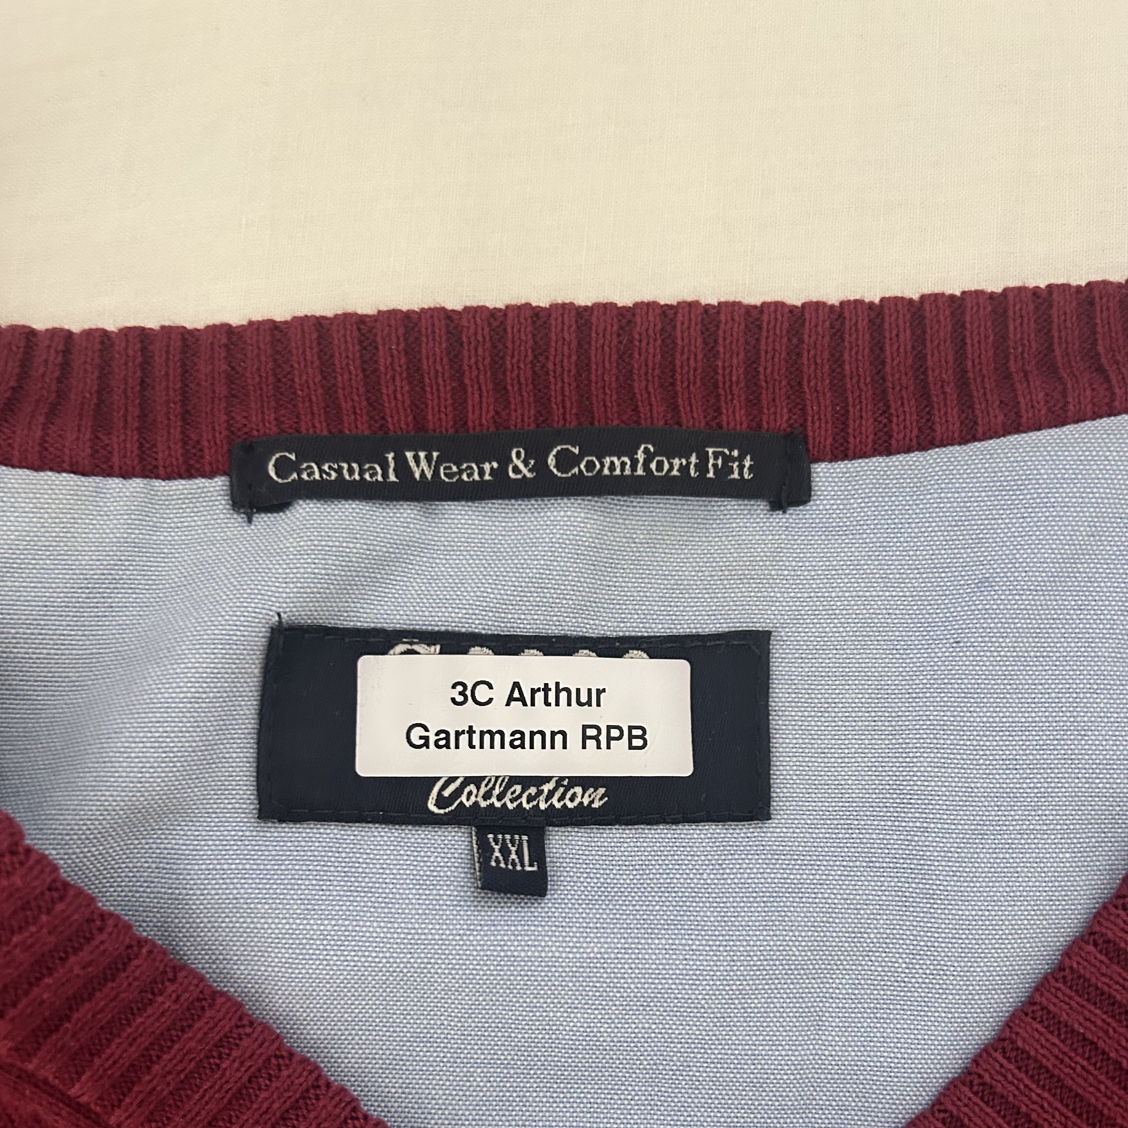 Casual Wear & Comfort Fit
3C Arthur
Gartmann RPB
Collection
XXL